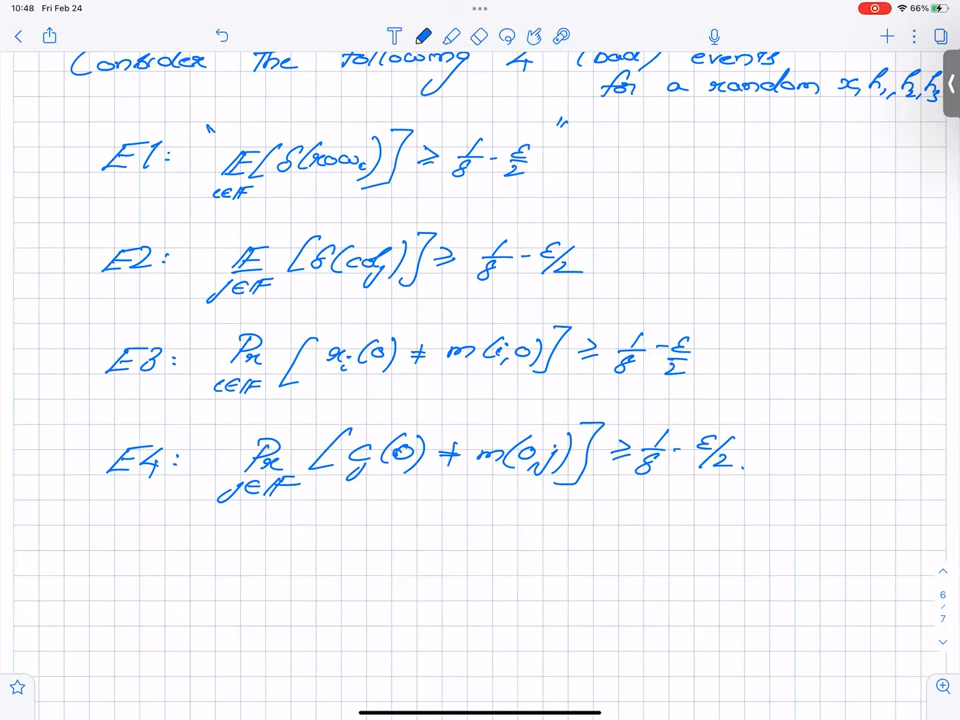 10:48 Fri Feb 24
66%
Consider the following 4 (bad) events
for a random x, h₁, h₂, h₃
E1: " 𝔼_{i∈𝔽} [δ(row_i)] ≥ 1/8 - ε/2 "
E2: 𝔼_{j∈𝔽} [δ(col_j)] ≥ 1/8 - ε/2
E3: Pr_{i∈𝔽} [r_i(0) ≠ m(i,0)] ≥ 1/8 - ε/2
E4: Pr_{j∈𝔽} [c_j(0) ≠ m(0,j)] ≥ 1/8 - ε/2.
6
/
7